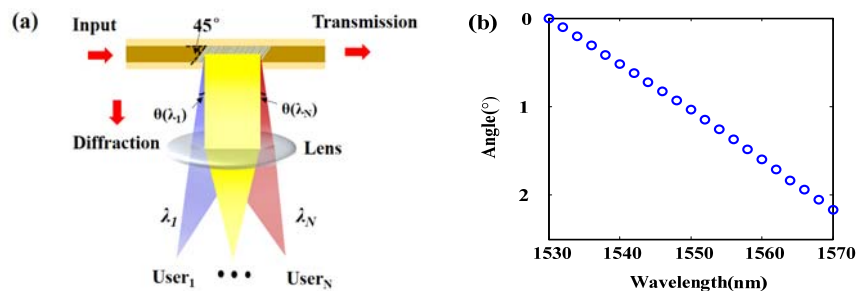 (a)
Input
45°
Transmission
θ(λ1)
θ(λN)
Diffraction
Lens
λ1
λN
User1
• • •
UserN
(b)
Angle(°)
0
1
2
1530
1540
1550
1560
1570
Wavelength(nm)